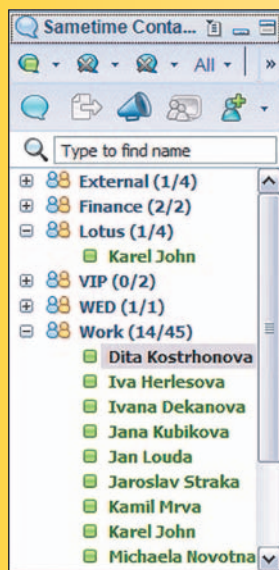 Sametime Conta...
All
»
Type to find name
External (1/4)
Finance (2/2)
Lotus (1/4)
Karel John
VIP (0/2)
WED (1/1)
Work (14/45)
Dita Kostrhonova
Iva Herlesova
Ivana Dekanova
Jana Kubikova
Jan Louda
Jaroslav Straka
Kamil Mrva
Karel John
Michaela Novotna